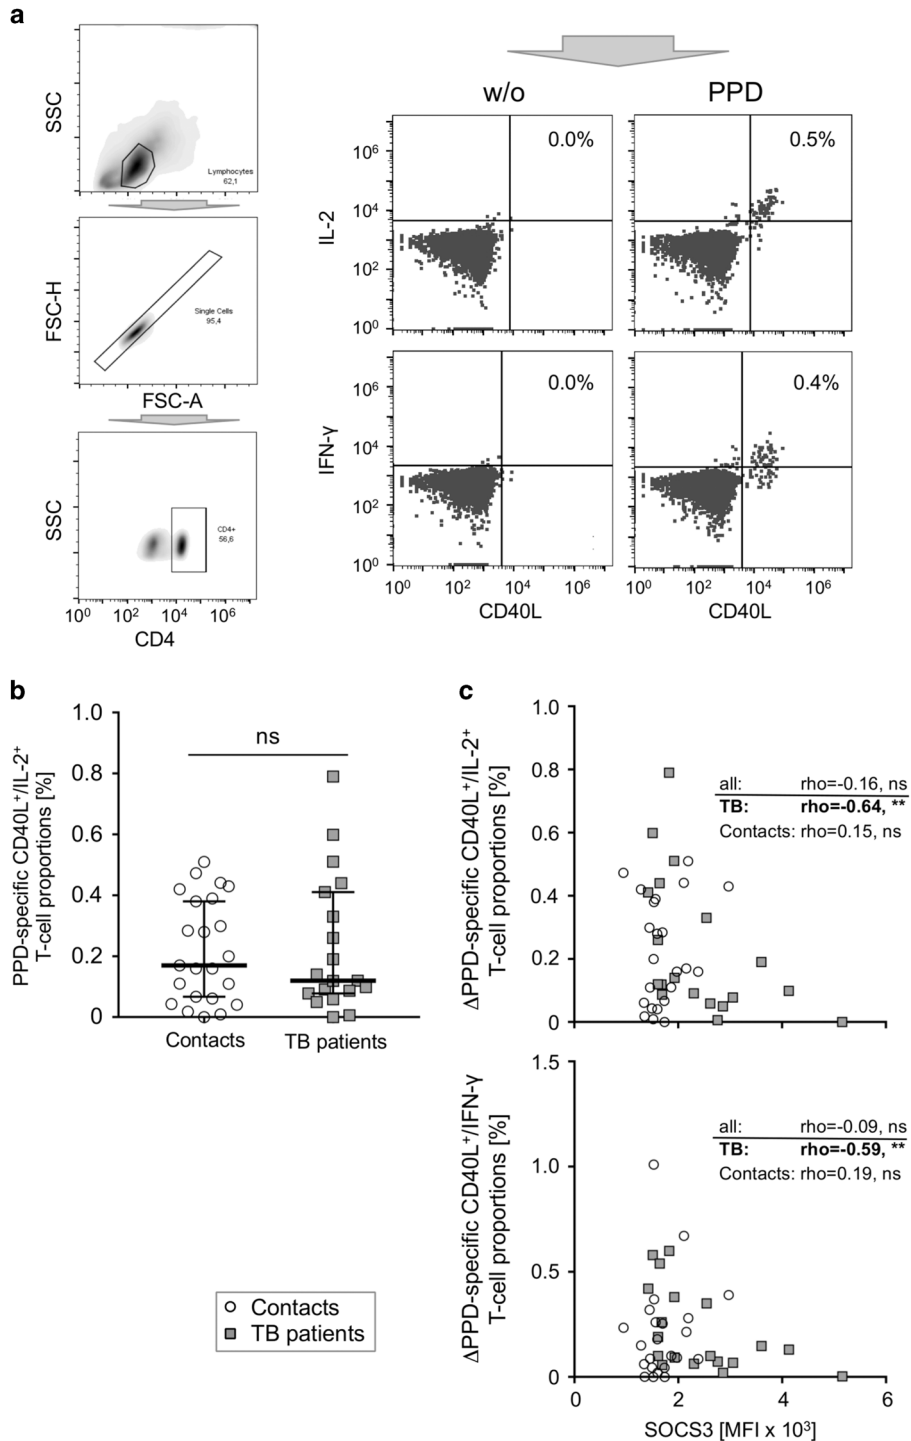 a
SSC
Lymphocytes
62,1
FSC-H
Single Cells
95,4
FSC-A
SSC
CD4+
56,6
10⁰ 10² 10⁴ 10⁶
CD4
w/o PPD
IL-2
10⁶
10⁴
10²
10⁰
0.0%
0.5%
IFN-γ
10⁶
10⁴
10²
10⁰
0.0%
0.4%
10⁰ 10² 10⁴ 10⁶
10⁰ 10² 10⁴ 10⁶
CD40L CD40L
b
PPD-specific CD40L⁺/IL-2⁺
T-cell proportions [%]
1.0
0.8
0.6
0.4
0.2
0
ns
Contacts TB patients
Contacts
TB patients
c
ΔPPD-specific CD40L⁺/IL-2⁺
T-cell proportions [%]
1.0
0.8
0.6
0.4
0.2
0
all: rho=-0.16, ns
TB: rho=-0.64, **
Contacts: rho=0.15, ns
ΔPPD-specific CD40L⁺/IFN-γ
T-cell proportions [%]
1.5
1.0
0.5
0
all: rho=-0.09, ns
TB: rho=-0.59, **
Contacts: rho=0.19, ns
0 2 4 6
SOCS3 [MFI x 10³]